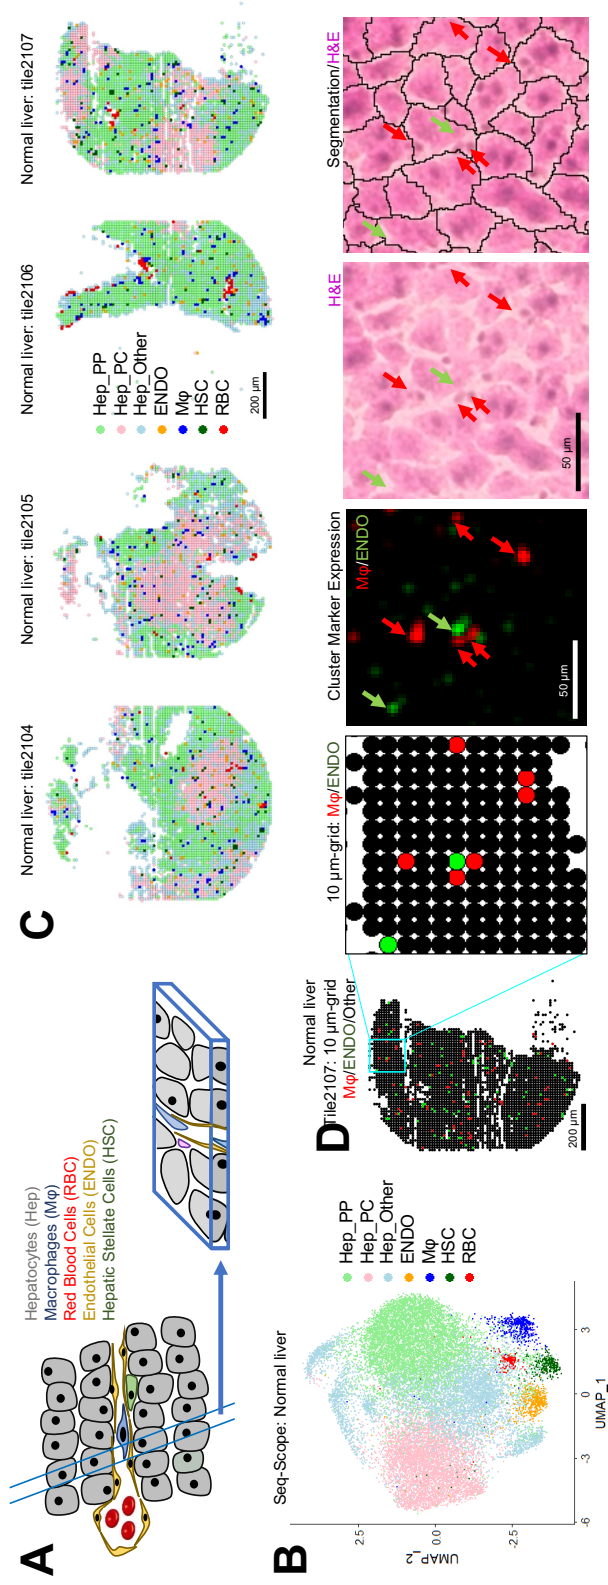 A
Hepatocytes (Hep)
Macrophages (Mφ)
Red Blood Cells (RBC)
Endothelial Cells (ENDO)
Hepatic Stellate Cells (HSC)
B
Seq-Scope: Normal liver
UMAP_2
2.5
0.0
-2.5
-6
-3
0
3
UMAP_1
Hep_PP
Hep_PC
Hep_Other
ENDO
Mφ
HSC
RBC
C
Normal liver: tile2104
Normal liver: tile2105
Normal liver: tile2106
Normal liver: tile2107
Hep_PP
Hep_PC
Hep_Other
ENDO
Mφ
HSC
RBC
200 µm
D
Normal liver
Tile2107: 10 µm-grid
Mφ/ENDO/Other
200 µm
10 µm-grid: Mφ/ENDO
Cluster Marker Expression
Mφ/ENDO
50 µm
H&E
50 µm
Segmentation/H&E